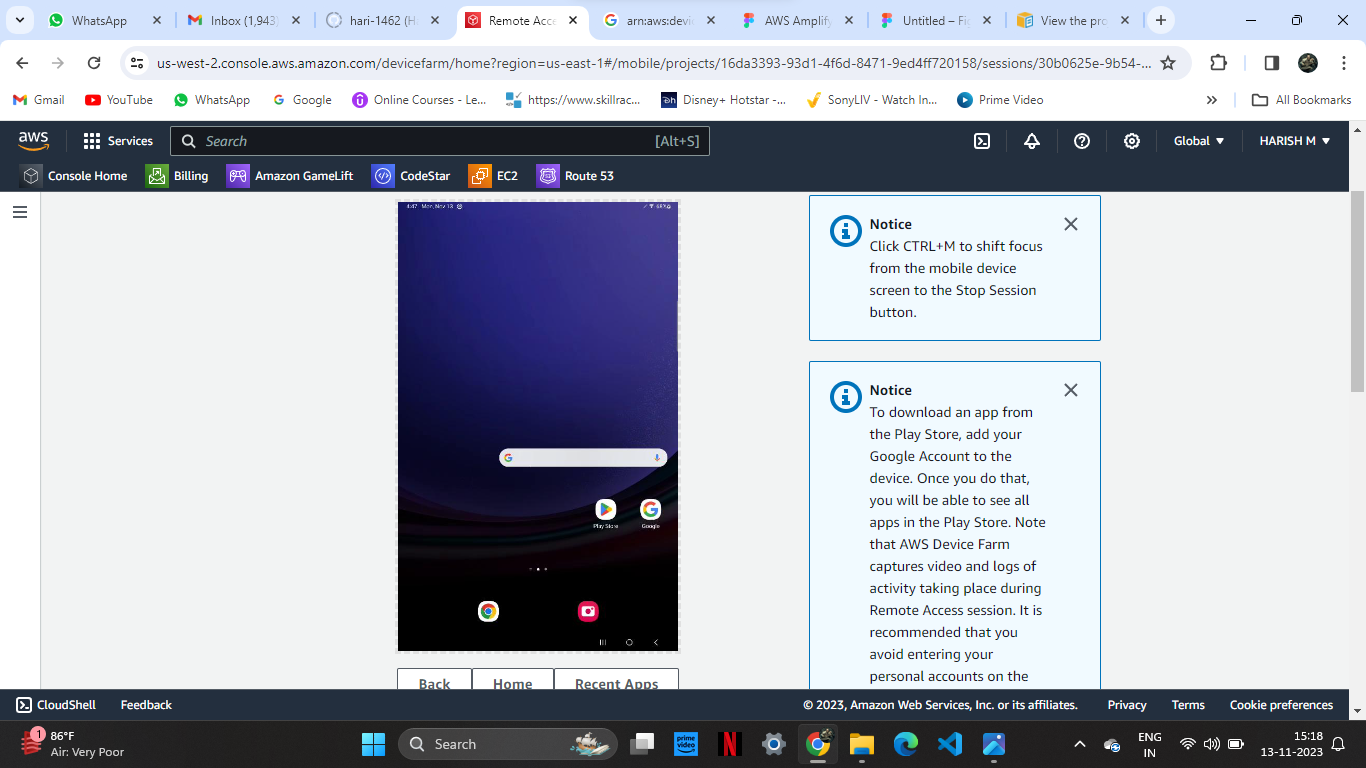 WhatsApp
Inbox (1,943)
hari-1462 (H
Remote Acce
arn:aws:devi
AWS Amplify
Untitled – Fi
View the pro
us-west-2.console.aws.amazon.com/devicefarm/home?region=us-east-1#/mobile/projects/16da3393-93d1-4f6d-8471-9ed4ff720158/sessions/30b0625e-9b54-...
Gmail
YouTube
WhatsApp
Google
Online Courses - Le...
https://www.skillrac...
Disney+ Hotstar -...
SonyLIV - Watch In...
Prime Video
All Bookmarks
aws
Services
Search
[Alt+S]
Global
HARISH M
Console Home
Billing
Amazon GameLift
CodeStar
EC2
Route 53
4:47 Mon, Nov 13
68%
Play Store
Google
Back
Home
Recent Apps
Notice
Click CTRL+M to shift focus
from the mobile device
screen to the Stop Session
button.
Notice
To download an app from
the Play Store, add your
Google Account to the
device. Once you do that,
you will be able to see all
apps in the Play Store. Note
that AWS Device Farm
captures video and logs of
activity taking place during
Remote Access session. It is
recommended that you
avoid entering your
personal accounts on the
CloudShell
Feedback
© 2023, Amazon Web Services, Inc. or its affiliates.
Privacy
Terms
Cookie preferences
1
86°F
Air: Very Poor
Search
prime
video
ENG
IN
15:18
13-11-2023